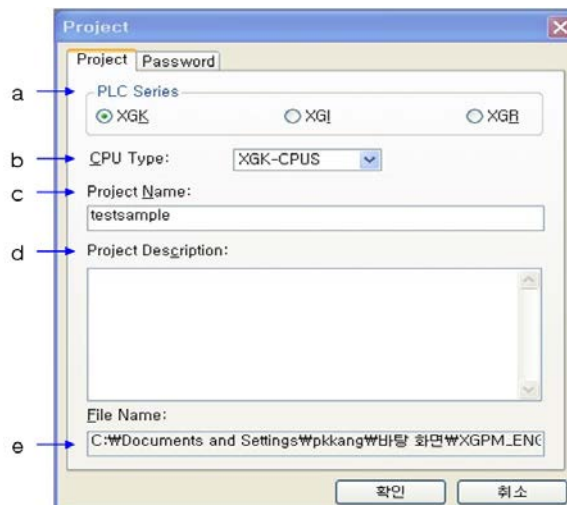 Project
Project Password
a PLC Series
XGK XGI XGR
b CPU Type: XGK-CPUS
c Project Name:
testsample
d Project Description:
File Name:
e C:₩Documents and Settings₩pkkang₩바탕 화면₩XGPM_ENG
확인 취소